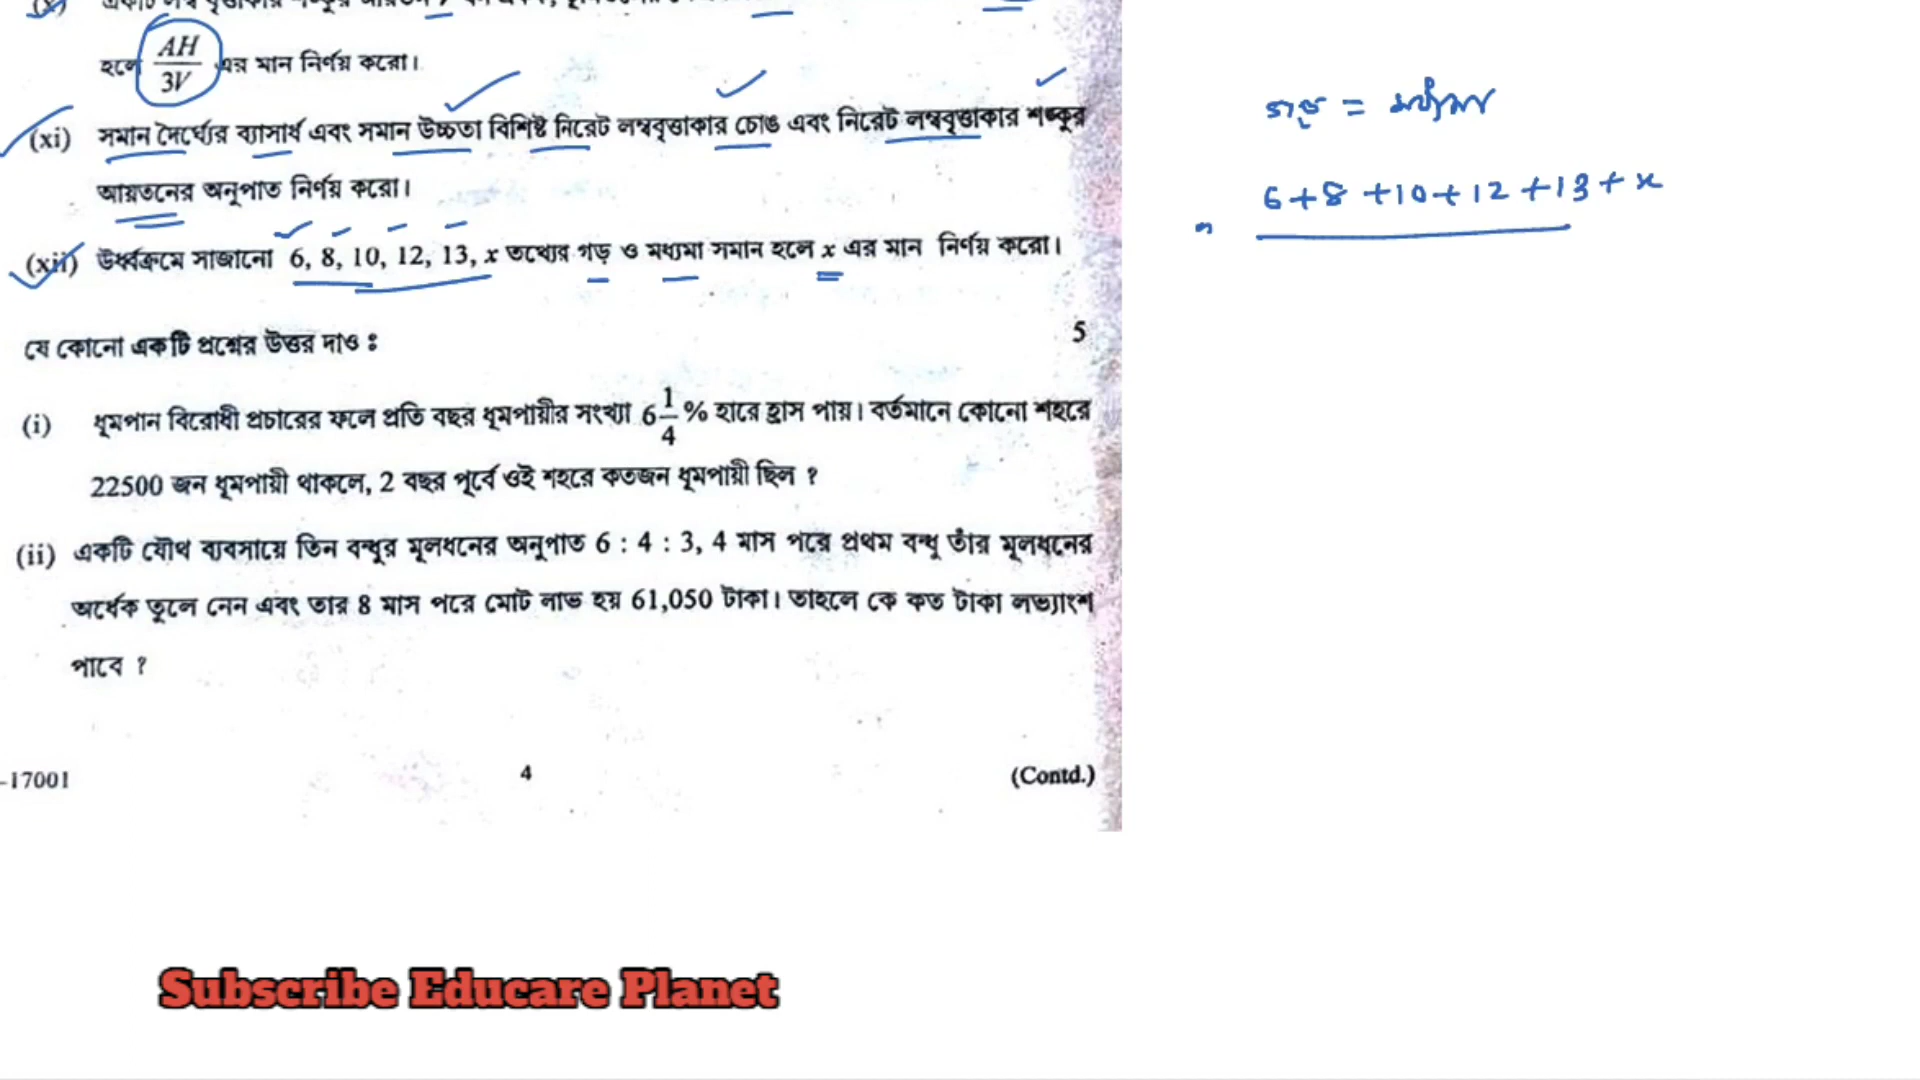 হলে AH/3V এর মান নির্ণয় করো।
(xi) সমান দৈর্ঘ্যের ব্যাসার্ধ এবং সমান উচ্চতা বিশিষ্ট নিরেট লম্ববৃত্তাকার চোঙ এবং নিরেট লম্ববৃত্তাকার শঙ্কুর
আয়তনের অনুপাত নির্ণয় করো।
(xii) উর্ধ্বক্রমে সাজানো 6, 8, 10, 12, 13, x তথ্যের গড় ও মধ্যমা সমান হলে x এর মান নির্ণয় করো।
যে কোনো একটি প্রশ্নের উত্তর দাও : 5
(i) ধূমপান বিরোধী প্রচারের ফলে প্রতি বছর ধূমপায়ীর সংখ্যা 6 1/4 % হারে হ্রাস পায়। বর্তমানে কোনো শহরে
22500 জন ধূমপায়ী থাকলে, 2 বছর পূর্বে ওই শহরে কতজন ধূমপায়ী ছিল ?
(ii) একটি যৌথ ব্যবসায়ে তিন বন্ধুর মূলধনের অনুপাত 6 : 4 : 3, 4 মাস পরে প্রথম বন্ধু তাঁর মূলধনের
অর্ধেক তুলে নেন এবং তার 8 মাস পরে মোট লাভ হয় 61,050 টাকা। তাহলে কে কত টাকা লভ্যাংশ
পাবে ?
-17001 4 (Contd.)
গড় = মধ্যমা
6+8+10+12+13+x
Subscribe Educare Planet